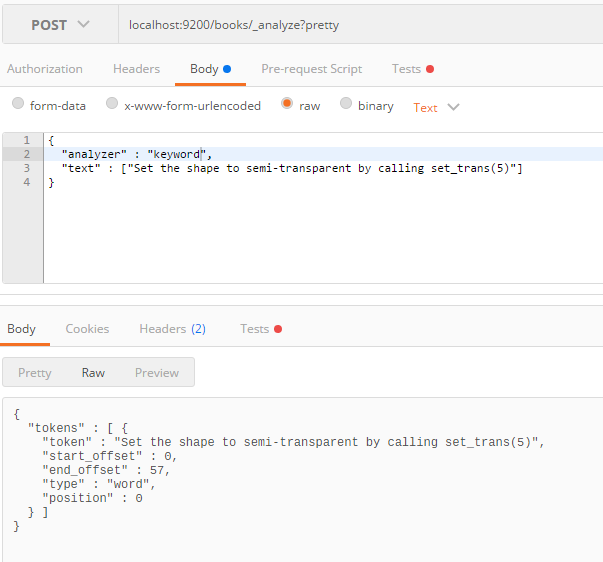 POST localhost:9200/books/_analyze?pretty
Authorization Headers Body Pre-request Script Tests
form-data x-www-form-urlencoded raw binary Text
1 {
2 "analyzer" : "keyword",
3 "text" : ["Set the shape to semi-transparent by calling set_trans(5)"]
4 }
Body Cookies Headers (2) Tests
Pretty Raw Preview
{
"tokens" : [ {
"token" : "Set the shape to semi-transparent by calling set_trans(5)",
"start_offset" : 0,
"end_offset" : 57,
"type" : "word",
"position" : 0
} ]
}